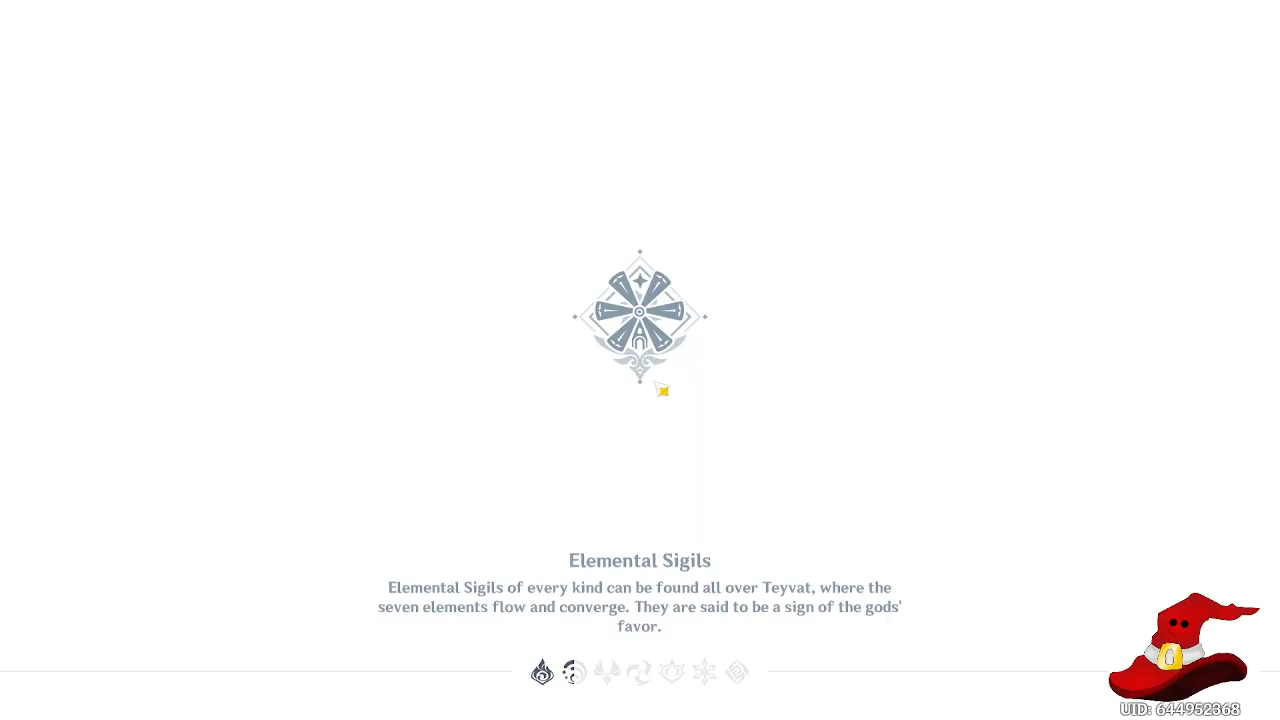 Elemental Sigils
Elemental Sigils of every kind can be found all over Teyvat, where the
seven elements flow and converge. They are said to be a sign of the gods'
favor.
UID: 644952368